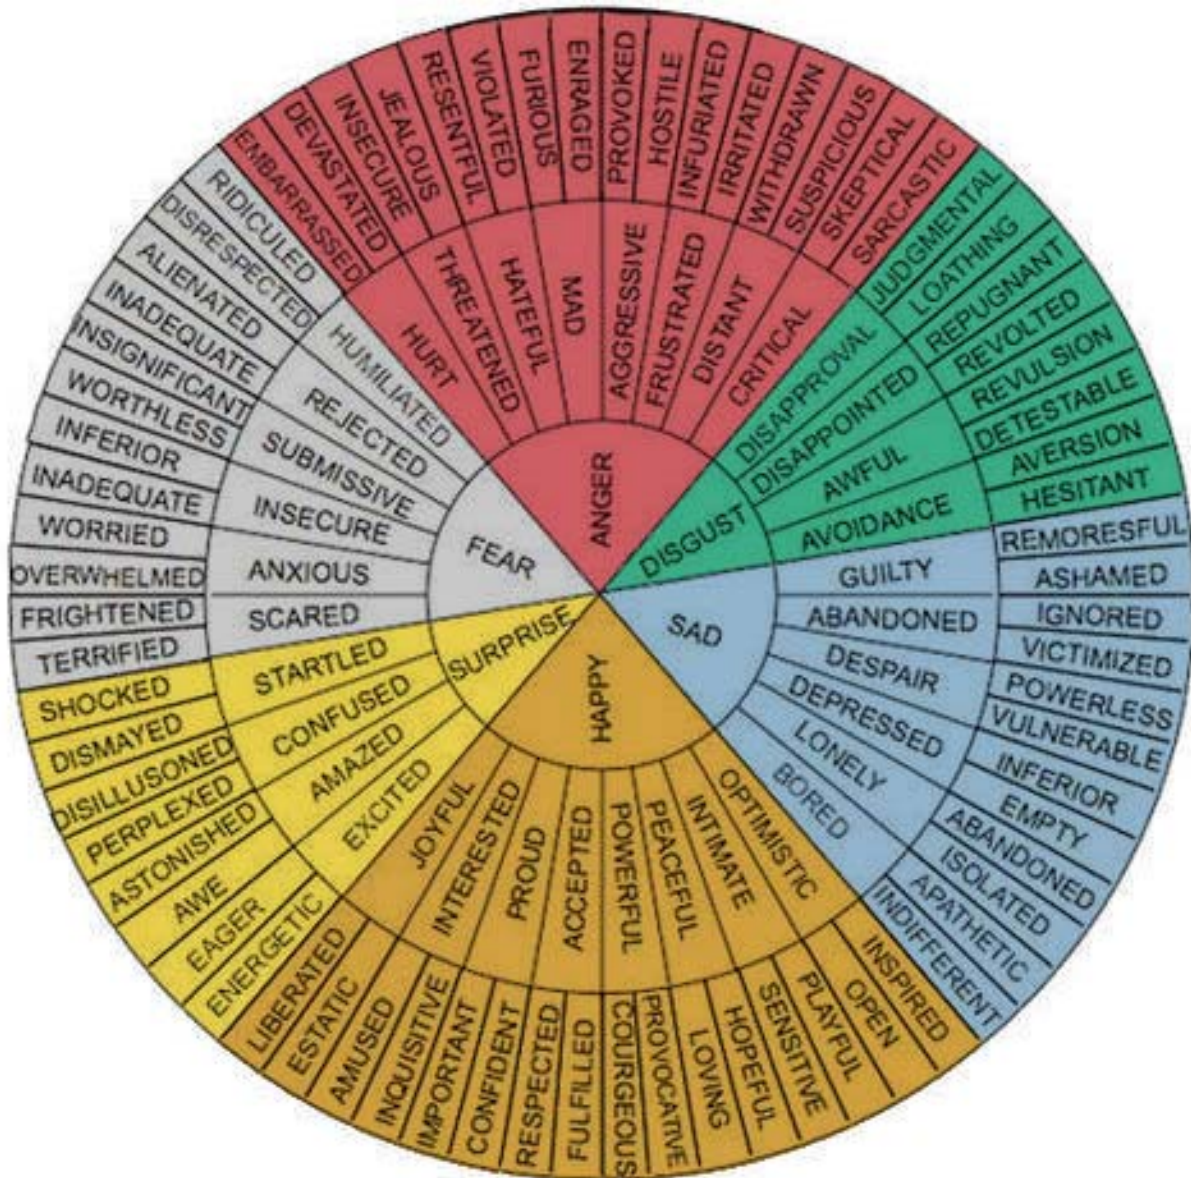 ANGER
HURT
THREATENED
HATEFUL
MAD
AGGRESSIVE
FRUSTRATED
DISTANT
CRITICAL
EMBARRASSED
DEVASTATED
INSECURE
JEALOUS
RESENTFUL
VIOLATED
FURIOUS
ENRAGED
PROVOKED
HOSTILE
INFURIATED
IRRITATED
WITHDRAWN
SUSPICIOUS
SKEPTICAL
SARCASTIC
DISGUST
DISAPPROVAL
DISAPPOINTED
AWFUL
AVOIDANCE
JUDGMENTAL
LOATHING
REPUGNANT
REVOLTED
REVULSION
DETESTABLE
AVERSION
HESITANT
SAD
GUILTY
ABANDONED
DESPAIR
DEPRESSED
LONELY
BORED
REMORESFUL
ASHAMED
IGNORED
VICTIMIZED
POWERLESS
VULNERABLE
INFERIOR
EMPTY
ABANDONED
ISOLATED
APATHETIC
INDIFFERENT
HAPPY
OPTIMISTIC
INTIMATE
PEACEFUL
POWERFUL
ACCEPTED
PROUD
INTERESTED
JOYFUL
INSPIRED
OPEN
PLAYFUL
SENSITIVE
HOPEFUL
LOVING
PROVOCATIVE
COURGEOUS
FULFILLED
RESPECTED
CONFIDENT
IMPORTANT
INQUISITIVE
AMUSED
ESTATIC
LIBERATED
SURPRISE
EXCITED
AMAZED
CONFUSED
STARTLED
ENERGETIC
EAGER
AWE
ASTONISHED
PERPLEXED
DISILLUSONED
DISMAYED
SHOCKED
FEAR
SCARED
ANXIOUS
INSECURE
SUBMISSIVE
REJECTED
HUMILIATED
TERRIFIED
FRIGHTENED
OVERWHELMED
WORRIED
INADEQUATE
INFERIOR
WORTHLESS
INSIGNIFICANT
INADEQUATE
ALIENATED
DISRESPECTED
RIDICULED